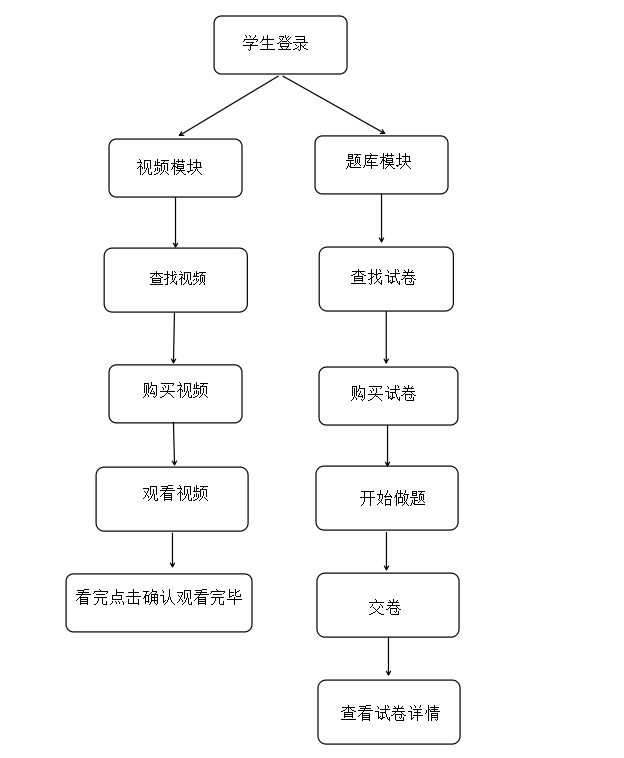 学生登录
视频模块
题库模块
查找视频
查找试卷
购买视频
购买试卷
观看视频
开始做题
看完点击确认观看完毕
交卷
查看试卷详情